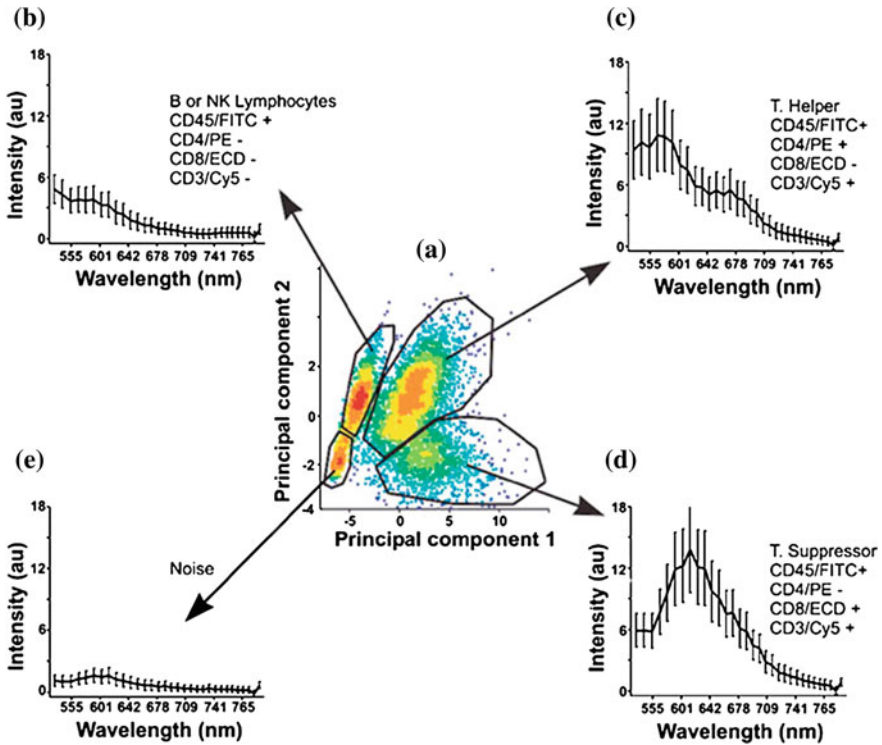 (b)
Intensity (au)
18
12
6
0
B or NK Lymphocytes
CD45/FITC +
CD4/PE -
CD8/ECD -
CD3/Cy5 -
555 601 642 678 709 741 765
Wavelength (nm)
(c)
Intensity (au)
18
12
6
0
T. Helper
CD45/FITC+
CD4/PE +
CD8/ECD -
CD3/Cy5 +
555 601 642 678 709 741 765
Wavelength (nm)
(a)
Principal component 2
2
0
-2
-4
-5 0 5 10
Principal component 1
(e)
Intensity (au)
18
12
6
0
Noise
555 601 642 678 709 741 765
Wavelength (nm)
(d)
Intensity (au)
18
12
6
0
T. Suppressor
CD45/FITC+
CD4/PE -
CD8/ECD +
CD3/Cy5 +
555 601 642 678 709 741 765
Wavelength (nm)